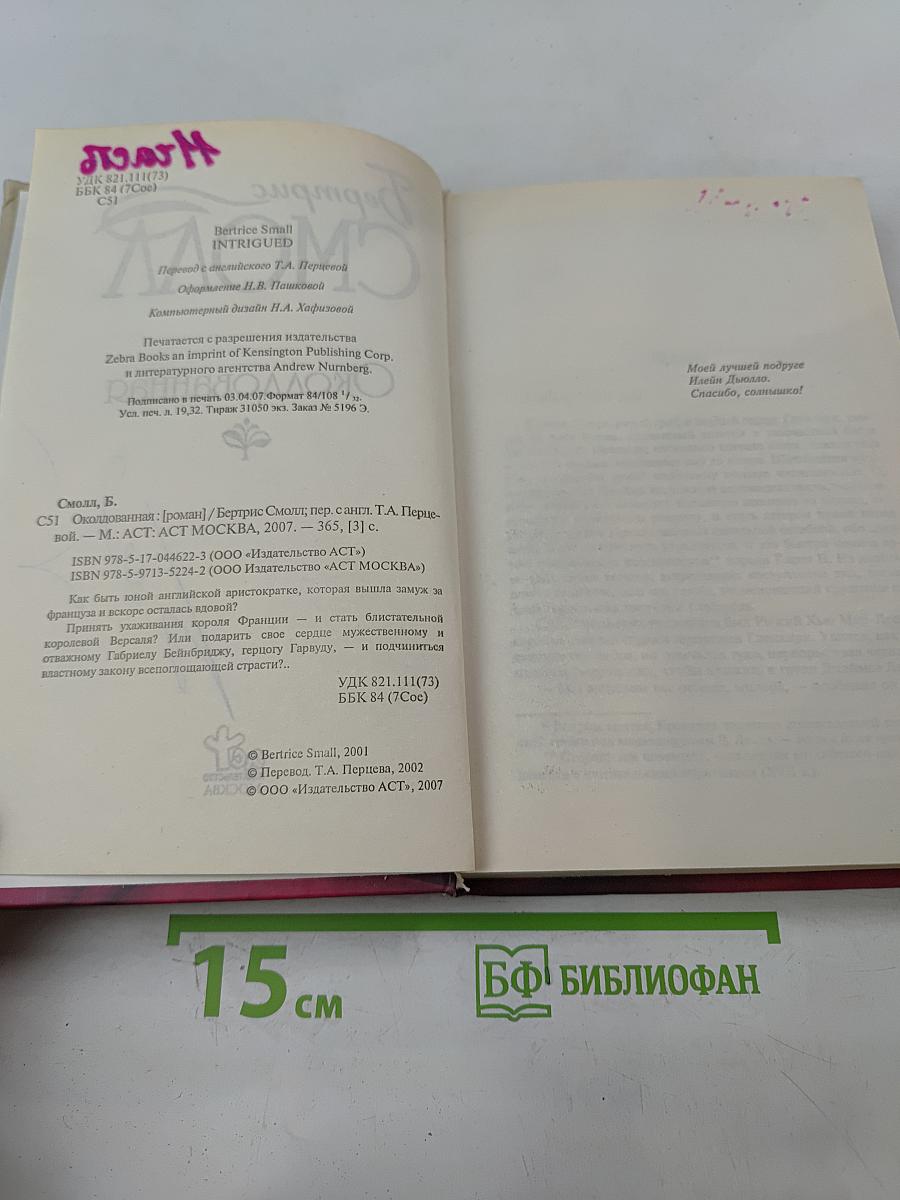 УДК 821.111(73)
ББК 84 (7Сое)
С51
Bertrice Small
INTRIGUED
Перевод с английского Т.А. Перцевой
Оформление Н.В. Пашковой
Компьютерный дизайн Н.А. Хафизовой
Печатается с разрешения издательства
Zebra Books an imprint of Kensington Publishing Corp.
и литературного агентства Andrew Nurnberg.
Подписано в печать 03.04.07. Формат 84/108 1/32.
Усл. печ. л. 19,32. Тираж 31050 экз. Заказ № 5196 Э.
Смолл, Б.
С51 Околдованная : [роман] / Бертрис Смолл; пер. с англ. Т.А. Перце-
вой. — М.: АСТ: АСТ МОСКВА, 2007. — 365, [3] с.
ISBN 978-5-17-044622-3 (ООО «Издательство АСТ»)
ISBN 978-5-9713-5224-2 (ООО Издательство «АСТ МОСКВА»)
Как быть юной английской аристократке, которая вышла замуж за
француза и вскоре осталась вдовой?
Принять ухаживания короля Франции — и стать блистательной
королевой Версаля? Или подарить свое сердце мужественному и
отважному Габриелу Бейнбриджу, герцогу Гарвуду, — и подчиниться
властному закону всепоглощающей страсти?..
УДК 821.111(73)
ББК 84 (7Сое)
© Bertrice Small, 2001
© Перевод. Т.А. Перцева, 2002
© ООО «Издательство АСТ», 2007
Моей лучшей подруге
Илейн Дьюлло.
Спасибо, солнышко!
15 см
БФ БИБЛИОФАН